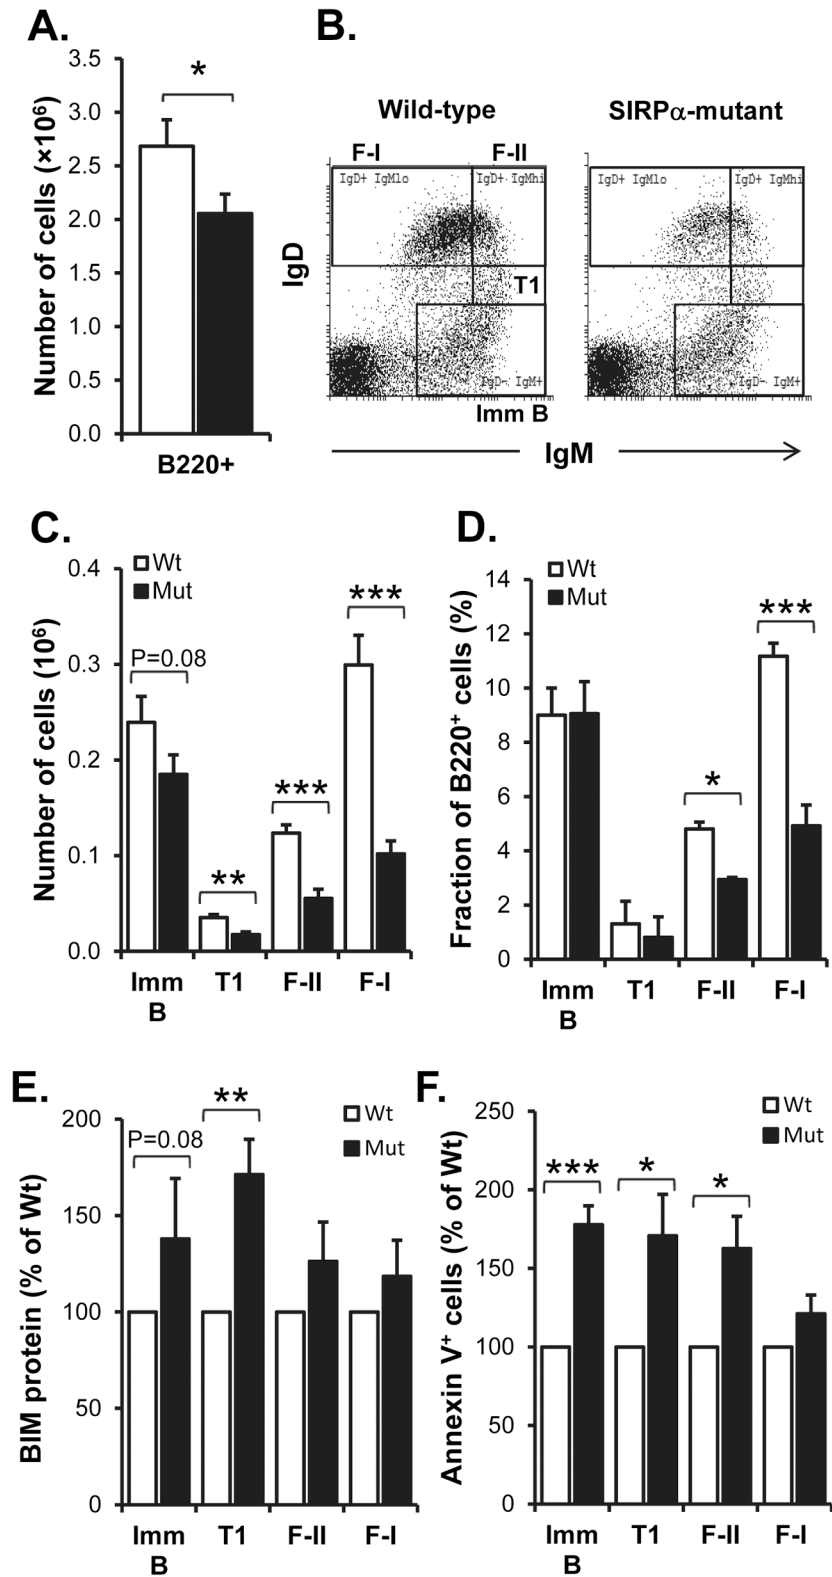 A.
Number of cells (×10⁶)
3.5
3.0
2.5
2.0
1.5
1.0
0.5
0.0
*
B220+
B.
Wild-type
SIRPα-mutant
F-I
F-II
IgD+ IgMlo
IgD+ IgMhi
IgD+ IgMlo
IgD+ IgMhi
IgD
T1
IgD- IgM+
IgD- IgM+
Imm B
IgM
C.
Wt
Mut
Number of cells (10⁶)
0.4
0.3
0.2
0.1
0.0
P=0.08
**
***
***
Imm B
T1
F-II
F-I
D.
Wt
Mut
Fraction of B220⁺ cells (%)
14
12
10
8
6
4
2
0
*
***
Imm B
T1
F-II
F-I
E.
Wt
Mut
BIM protein (% of Wt)
200
150
100
50
0
P=0.08
**
Imm B
T1
F-II
F-I
F.
Wt
Mut
Annexin V⁺ cells (% of Wt)
250
200
150
100
50
0
***
*
*
Imm B
T1
F-II
F-I